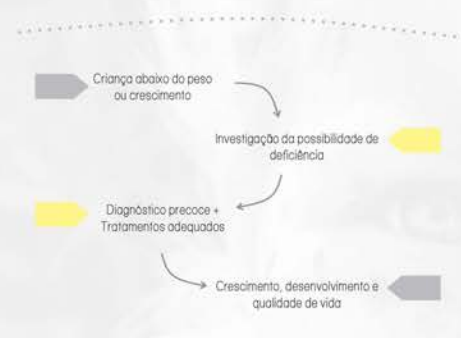 Criança abaixo do peso
ou crescimento
Investigação da possibilidade de
deficiência
Diagnóstico precoce +
Tratamentos adequados
Crescimento, desenvolvimento e
qualidade de vida